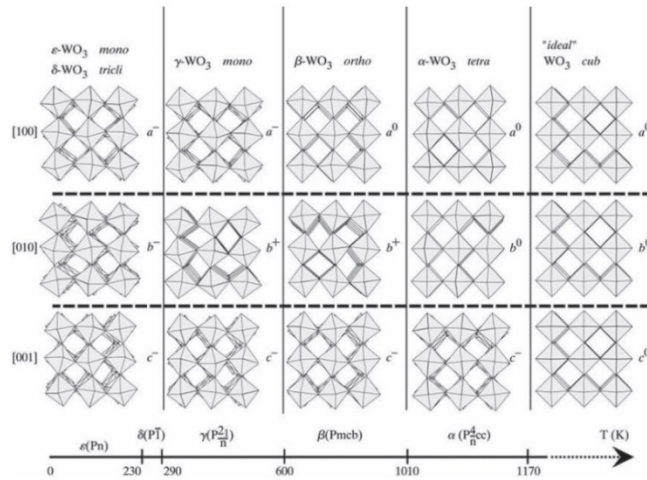 ε-WO3 mono
δ-WO3 tricli
γ-WO3 mono
β-WO3 ortho
α-WO3 tetra
"ideal"
WO3 cub
[100] a− a− a0 a0 a0
[010] b− b+ b+ b0 b0
[001] c− c− c− c− c0
ε(Pn) δ(P1̅) γ(P21/n) β(Pmcb) α (P4/ncc) T (K)
0 230 290 600 1010 1170